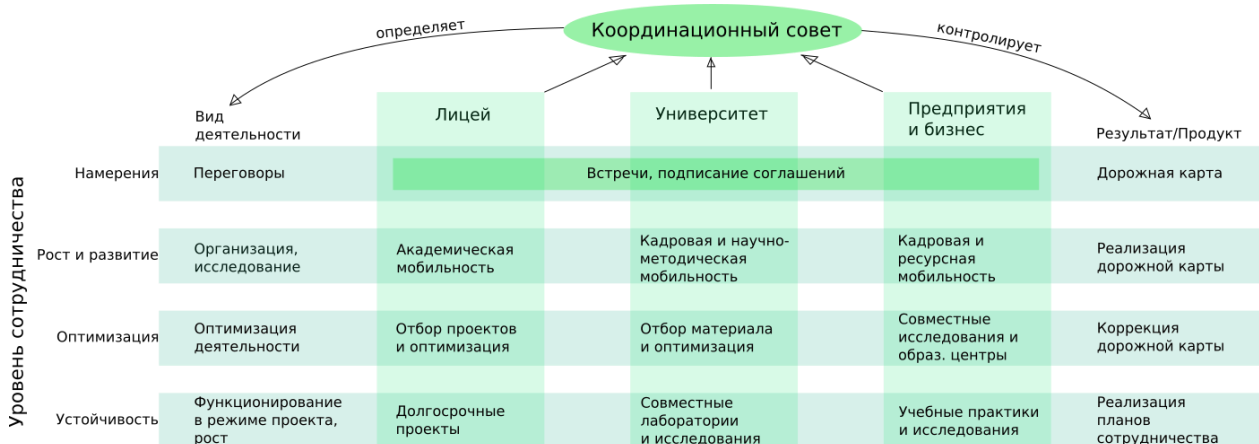 Координационный совет
определяет
контролирует
Вид
деятельности
Лицей
Университет
Предприятия
и бизнес
Результат/Продукт
Уровень сотрудничества
Намерения
Переговоры
Встречи, подписание соглашений
Дорожная карта
Рост и развитие
Организация,
исследование
Академическая
мобильность
Кадровая и научно-
методическая
мобильность
Кадровая и
ресурсная
мобильность
Реализация
дорожной карты
Оптимизация
Оптимизация
деятельности
Отбор проектов
и оптимизация
Отбор материала
и оптимизация
Совместные
исследования и
образ. центры
Коррекция
дорожной карты
Устойчивость
Функционирование
в режиме проекта,
рост
Долгосрочные
проекты
Совместные
лаборатории
и исследования
Учебные практики
и исследования
Реализация
планов
сотрудничества